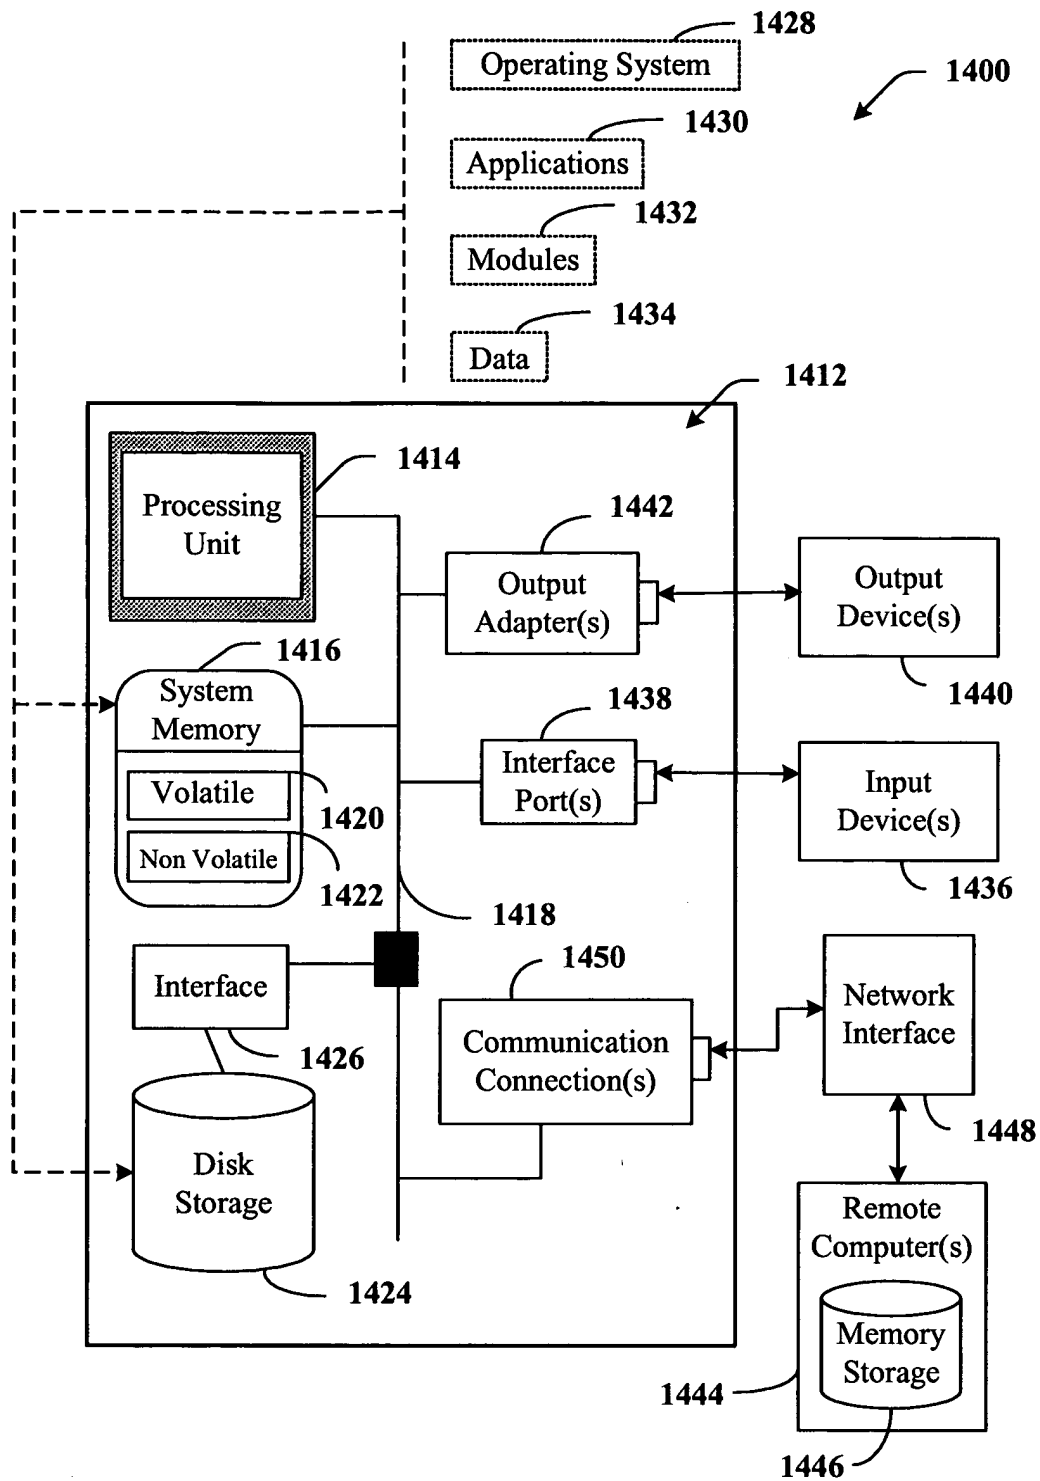 1428
Operating System
1400
1430
Applications
1432
Modules
1434
Data
1412
1414
Processing
Unit
1442
Output
Adapter(s)
Output
Device(s)
1440
1416
System
Memory
1438
Interface
Port(s)
Input
Device(s)
1436
Volatile
1420
Non Volatile
1422
1418
1450
Interface
1426
Communication
Connection(s)
Network
Interface
1448
Disk
Storage
1424
Remote
Computer(s)
Memory
Storage
1444
1446